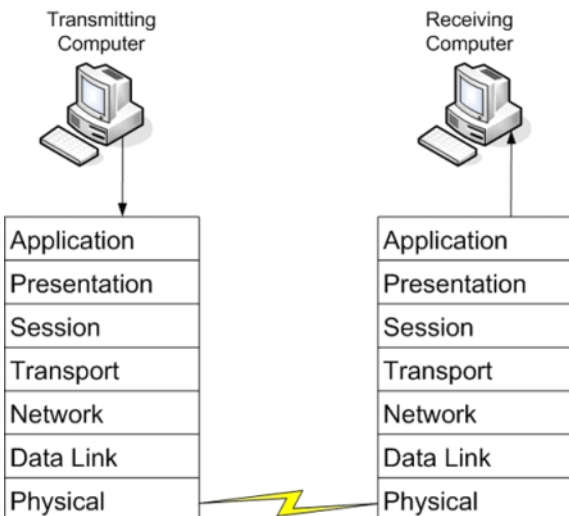 Transmitting
Computer
Receiving
Computer
Application
Presentation
Session
Transport
Network
Data Link
Physical
Application
Presentation
Session
Transport
Network
Data Link
Physical